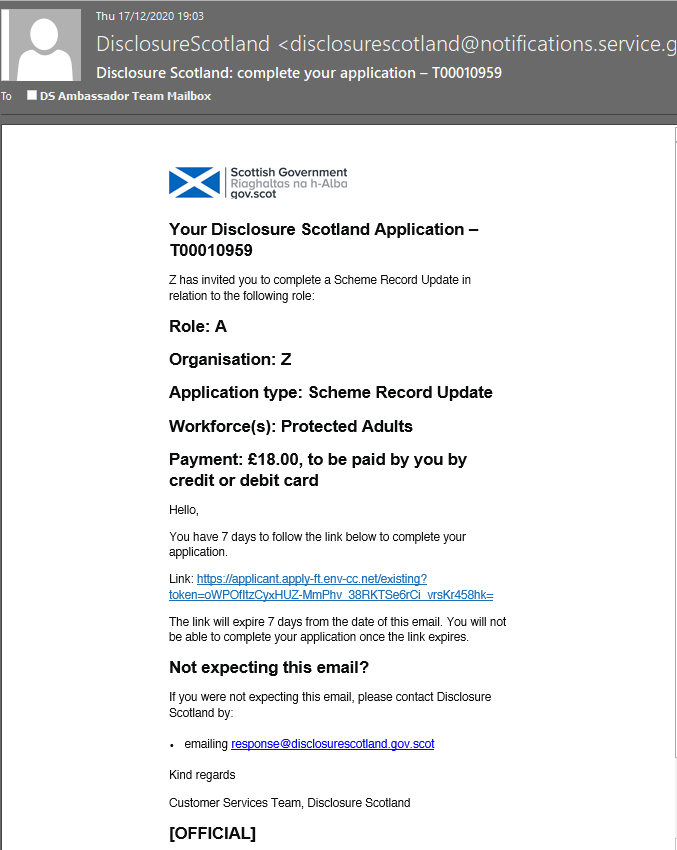 Thu 17/12/2020 19:03
DisclosureScotland <disclosurescotland@notifications.service.g
Disclosure Scotland: complete your application – T00010959
To DS Ambassador Team Mailbox
Scottish Government
Riaghaltas na h-Alba
gov.scot
Your Disclosure Scotland Application –
T00010959
Z has invited you to complete a Scheme Record Update in
relation to the following role:
Role: A
Organisation: Z
Application type: Scheme Record Update
Workforce(s): Protected Adults
Payment: £18.00, to be paid by you by
credit or debit card
Hello,
You have 7 days to follow the link below to complete your
application.
Link: https://applicant.apply-ft.env-cc.net/existing?
token=oWPOfItzCyxHUZ-MmPhv_38RKTSe6rCi_vrsKr458hk=
The link will expire 7 days from the date of this email. You will not
be able to complete your application once the link expires.
Not expecting this email?
If you were not expecting this email, please contact Disclosure
Scotland by:
• emailing response@disclosurescotland.gov.scot
Kind regards
Customer Services Team, Disclosure Scotland
[OFFICIAL]